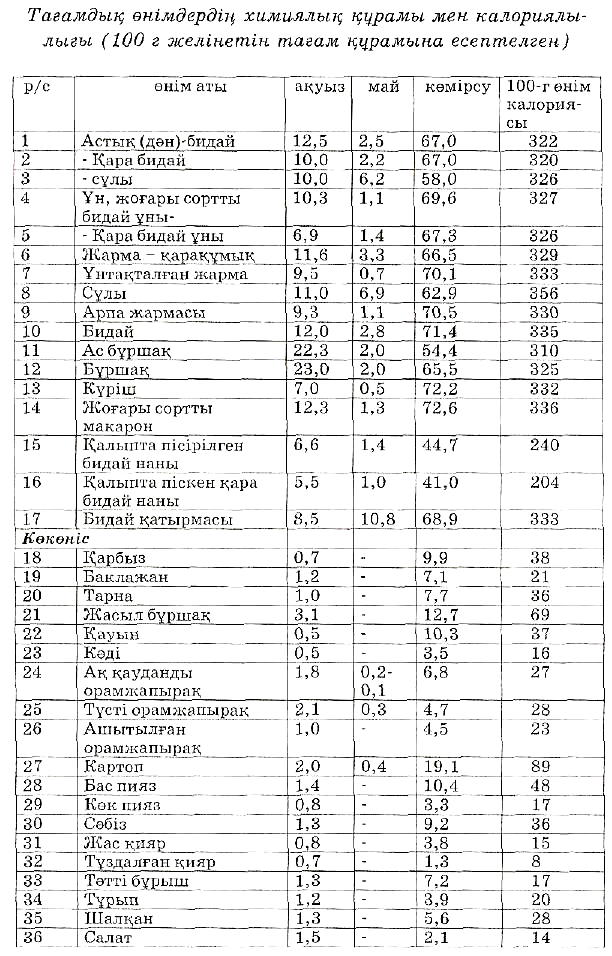 Тағамдық өнімдердің химиялық құрамы мен калориялы-
лығы (100 г желінетін тағам құрамына есептелген)
р/с өнім аты ақуыз май көмірсу 100-г өнім
калория-
сы
1 Астық (дән)-бидай 12,5 2,5 67,0 322
2 - Қара бидай 10,0 2,2 67,0 320
3 - сұлы 10,0 6,2 58,0 326
4 Ұн, жоғары сортты 10,3 1,1 69,6 327
бидай ұны-
5 - Қара бидай ұны 6,9 1,4 67,3 326
6 Жарма – қарақұмық 11,6 3,3 66,5 329
7 Ұнтақталған жарма 9,5 0,7 70,1 333
8 Сұлы 11,0 6,9 62,9 356
9 Арпа жармасы 9,3 1,1 70,5 330
10 Бидай 12,0 2,8 71,4 335
11 Ас бұршақ 22,3 2,0 54,4 310
12 Бұршақ 23,0 2,0 65,5 325
13 Күріш 7,0 0,5 72,2 332
14 Жоғары сортты 12,3 1,3 72,6 336
макарон
15 Қалыпта пісірілген 6,6 1,4 44,7 240
бидай наны
16 Қалыпта піскен қара 5,5 1,0 41,0 204
бидай наны
17 Бидай қатырмасы 8,5 10,8 68,9 333
Көкөніс
18 Қарбыз 0,7 - 9,9 38
19 Баклажан 1,2 - 7,1 21
20 Тарна 1,0 - 7,7 36
21 Жасыл бұршақ 3,1 - 12,7 69
22 Қауын 0,5 - 10,3 37
23 Кәді 0,5 - 3,5 16
24 Ақ қауданды 1,8 0,2- 6,8 27
орамжапырақ 0,1
25 Түсті орамжапырақ 2,1 0,3 4,7 28
26 Ашытылған 1,0 - 4,5 23
орамжапырақ
27 Картоп 2,0 0,4 19,1 89
28 Бас пияз 1,4 - 10,4 48
29 Көк пияз 0,8 - 3,3 17
30 Сәбіз 1,3 - 9,2 36
31 Жас қияр 0,8 - 3,8 15
32 Тұздалған қияр 0,7 - 1,3 8
33 Тәтті бұрыш 1,3 - 7,2 17
34 Тұрып 1,2 - 3,9 20
35 Шалқан 1,3 - 5,6 28
36 Салат 1,5 - 2,1 14